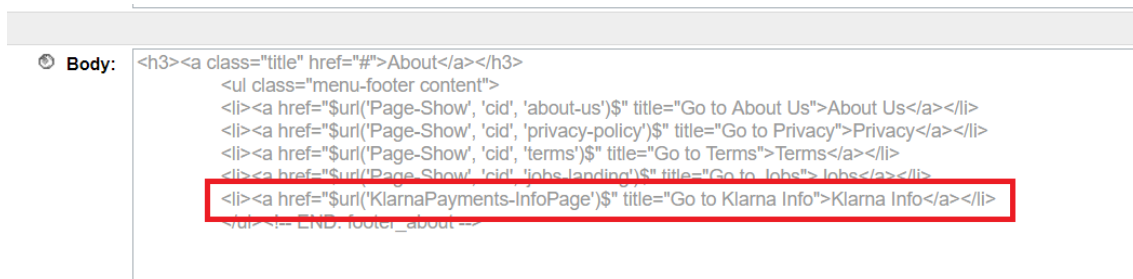 Body:
<h3><a class="title" href="#">About</a></h3>
<ul class="menu-footer content">
<li><a href="$url('Page-Show', 'cid', 'about-us')$" title="Go to About Us">About Us</a></li>
<li><a href="$url('Page-Show', 'cid', 'privacy-policy')$" title="Go to Privacy">Privacy</a></li>
<li><a href="$url('Page-Show', 'cid', 'terms')$" title="Go to Terms">Terms</a></li>
<li><a href="$url('Page-Show', 'cid', 'jobs-landing')$" title="Go to Jobs">Jobs</a></li>
<li><a href="$url('KlarnaPayments-InfoPage')$" title="Go to Klarna Info">Klarna Info</a></li>
</ul><!-- END: footer_about -->